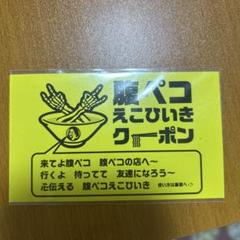 腹ペコ
えこひいき
クーポン
来てよ腹ペコ 腹ペコの店へ〜
行くよ 待ってて 友達になろう〜
伝える 腹ペコえこひいき